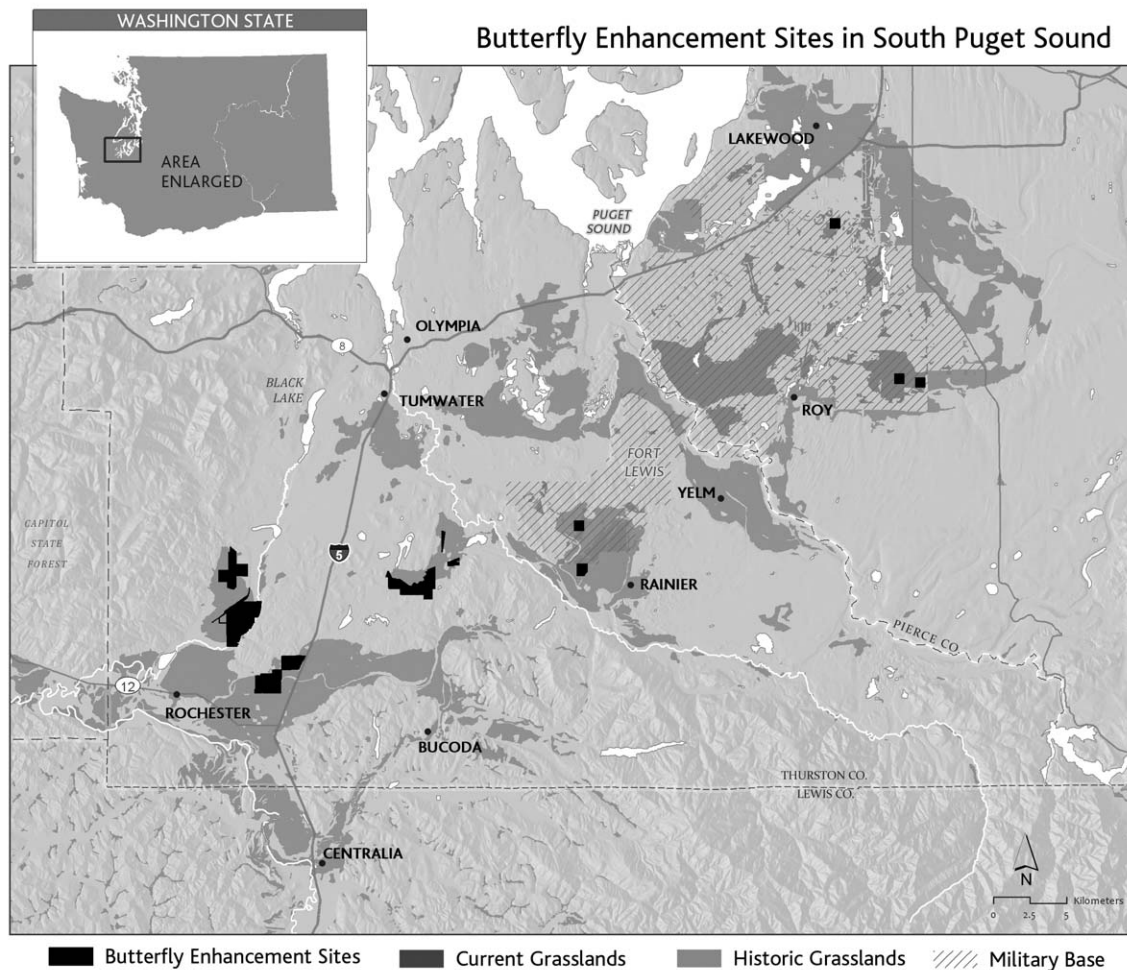 WASHINGTON STATE
Butterfly Enhancement Sites in South Puget Sound
AREA
ENLARGED
LAKEWOOD
PUGET
SOUND
OLYMPIA
8
BLACK
LAKE
TUMWATER
ROY
FORT
LEWIS
YELM
CAPITOL
STATE
FOREST
5
RAINIER
PIERCE CO.
12
ROCHESTER
BUCODA
THURSTON CO.
LEWIS CO.
CENTRALIA
N
Kilometers
0 2.5 5
Butterfly Enhancement Sites
Current Grasslands
Historic Grasslands
Military Base